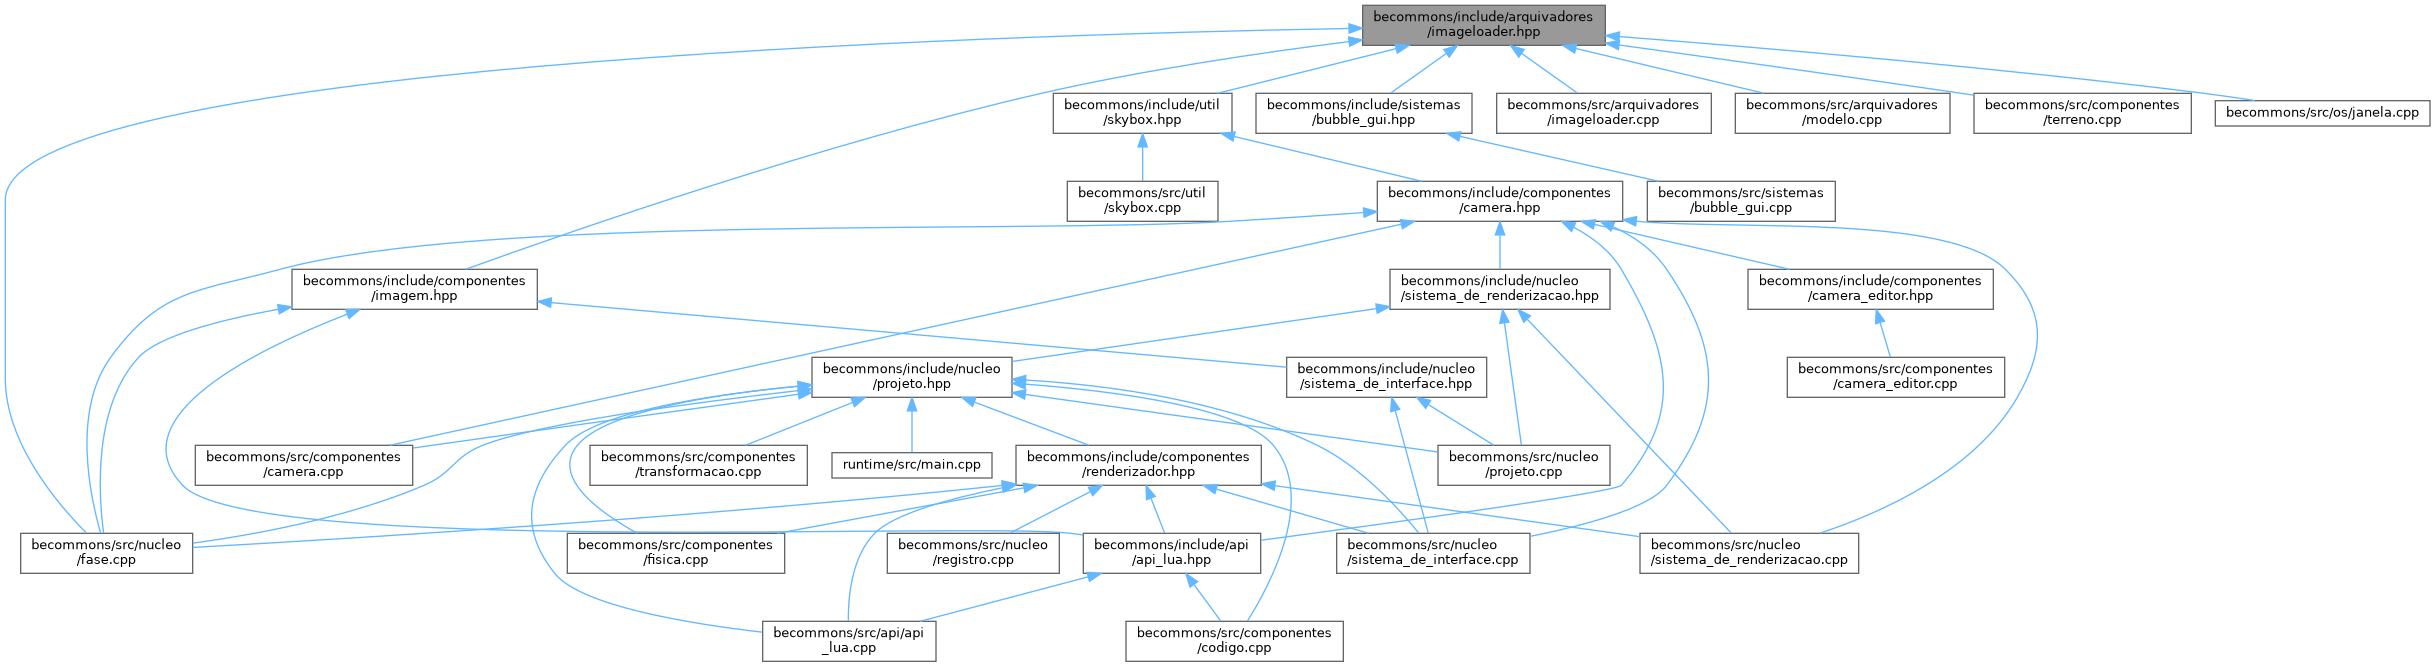 becommons/include/arquivadores
/imageloader.hpp
becommons/include/util
/skybox.hpp
becommons/include/sistemas
/bubble_gui.hpp
becommons/src/arquivadores
/imageloader.cpp
becommons/src/arquivadores
/modelo.cpp
becommons/src/componentes
/terreno.cpp
becommons/src/os/janela.cpp
becommons/src/util
/skybox.cpp
becommons/include/componentes
/camera.hpp
becommons/src/sistemas
/bubble_gui.cpp
becommons/include/componentes
/imagem.hpp
becommons/include/nucleo
/sistema_de_renderizacao.hpp
becommons/include/componentes
/camera_editor.hpp
becommons/include/nucleo
/projeto.hpp
becommons/include/nucleo
/sistema_de_interface.hpp
becommons/src/componentes
/camera_editor.cpp
becommons/src/componentes
/camera.cpp
becommons/src/componentes
/transformacao.cpp
runtime/src/main.cpp
becommons/include/componentes
/renderizador.hpp
becommons/src/nucleo
/projeto.cpp
becommons/src/nucleo
/fase.cpp
becommons/src/componentes
/fisica.cpp
becommons/src/nucleo
/registro.cpp
becommons/include/api
/api_lua.hpp
becommons/src/nucleo
/sistema_de_interface.cpp
becommons/src/nucleo
/sistema_de_renderizacao.cpp
becommons/src/api/api
_lua.cpp
becommons/src/componentes
/codigo.cpp